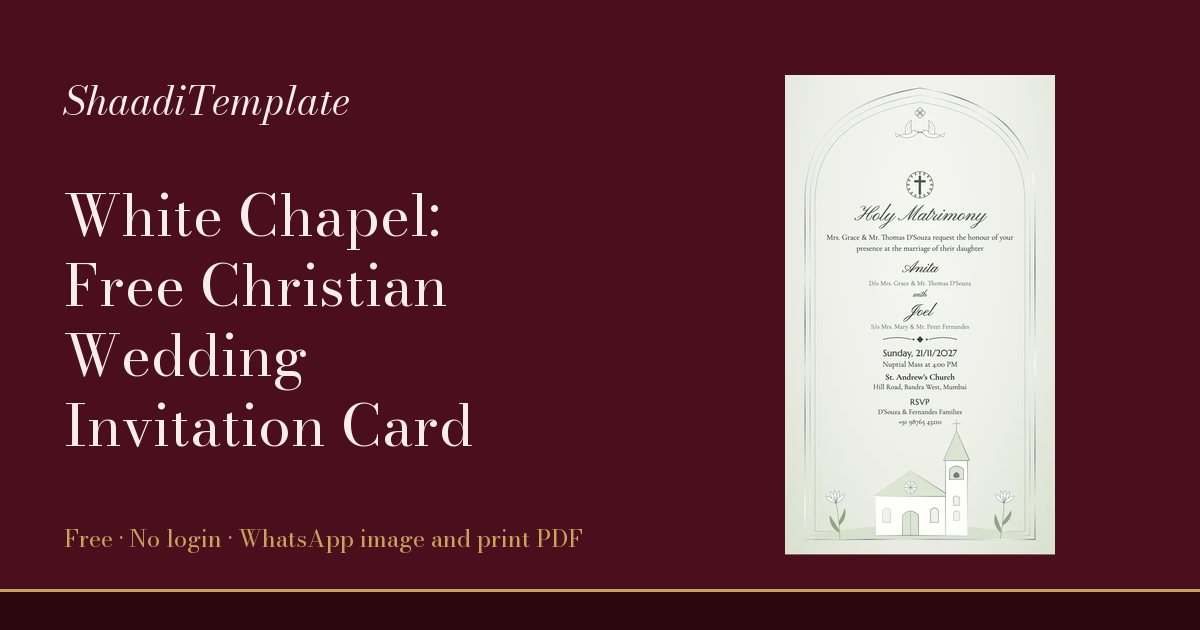 ShaadiTemplate
White Chapel:
Free Christian
Wedding
Invitation Card
Free · No login · WhatsApp image and print PDF
Holy Matrimony
Mrs. Grace & Mr. Thomas D'Souza request the honour of your
presence at the marriage of their daughter
Anita
D/o Mrs. Grace & Mr. Thomas D'Souza
with
Joel
S/o Mrs. Mary & Mr. Peter Fernandes
Sunday, 21/11/2027
Nuptial Mass at 4:00 PM
St. Andrew's Church
Hill Road, Bandra West, Mumbai
RSVP
D'Souza & Fernandes Families
+91 98765 43210